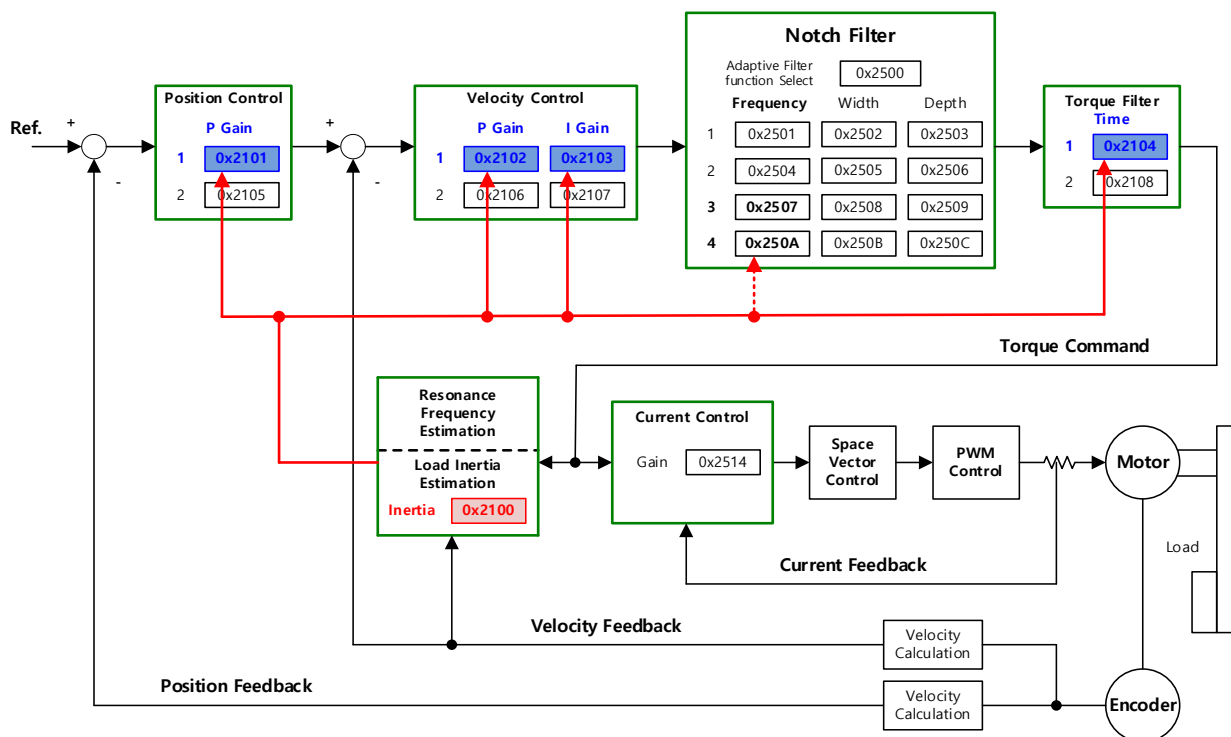 Notch Filter
Adaptive Filter
function Select
0x2500
Frequency Width Depth
1 0x2501 0x2502 0x2503
2 0x2504 0x2505 0x2506
3 0x2507 0x2508 0x2509
4 0x250A 0x250B 0x250C
Ref.
+
-
Position Control
P Gain
1 0x2101
2 0x2105
+
-
Velocity Control
P Gain I Gain
1 0x2102 0x2103
2 0x2106 0x2107
Torque Filter
Time
1 0x2104
2 0x2108
Torque Command
Resonance
Frequency
Estimation
Load Inertia
Estimation
Inertia 0x2100
Current Control
Gain 0x2514
Space
Vector
Control
PWM
Control
Motor
Load
Current Feedback
Velocity Feedback
Velocity
Calculation
Position Feedback
Velocity
Calculation
Encoder